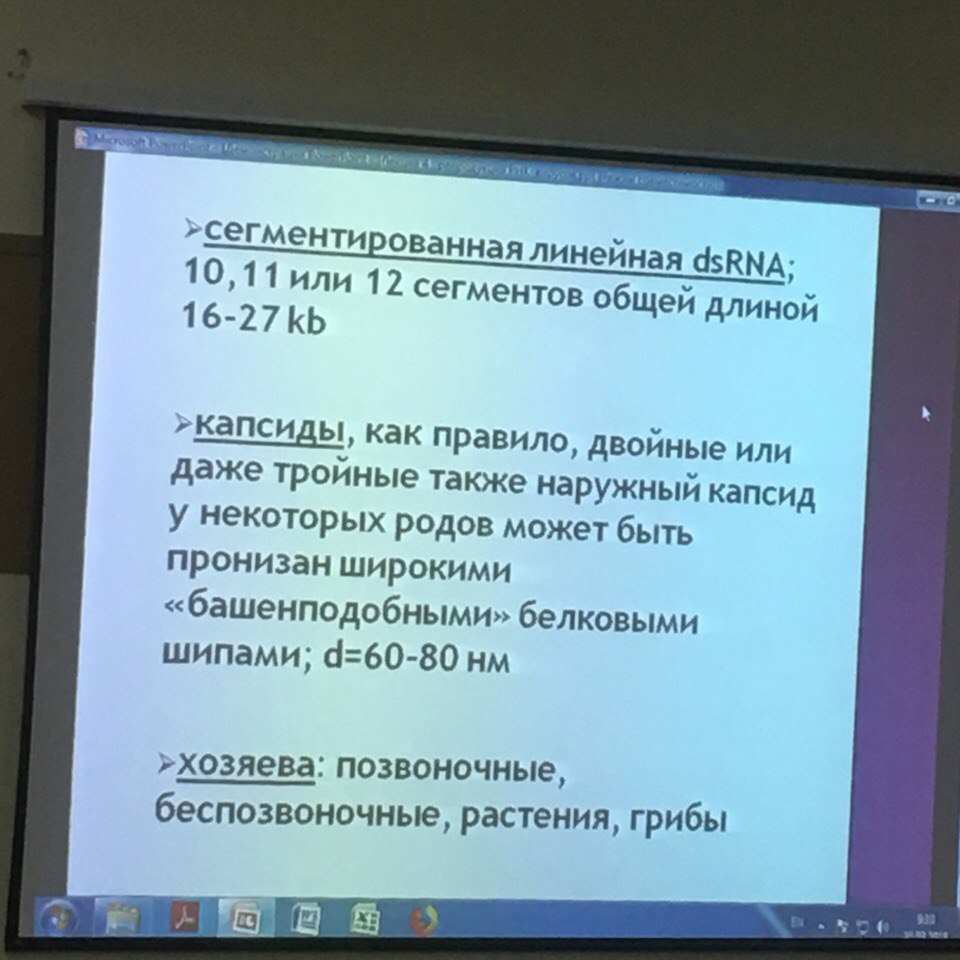 Microsoft PowerPoint
➢сегментированная линейная dsRNA;
10,11 или 12 сегментов общей длиной
16-27 kb
➢капсиды, как правило, двойные или
даже тройные также наружный капсид
у некоторых родов может быть
пронизан широкими
«башенподобными» белковыми
шипами; d=60-80 нм
➢хозяева: позвоночные,
беспозвоночные, растения, грибы
EN